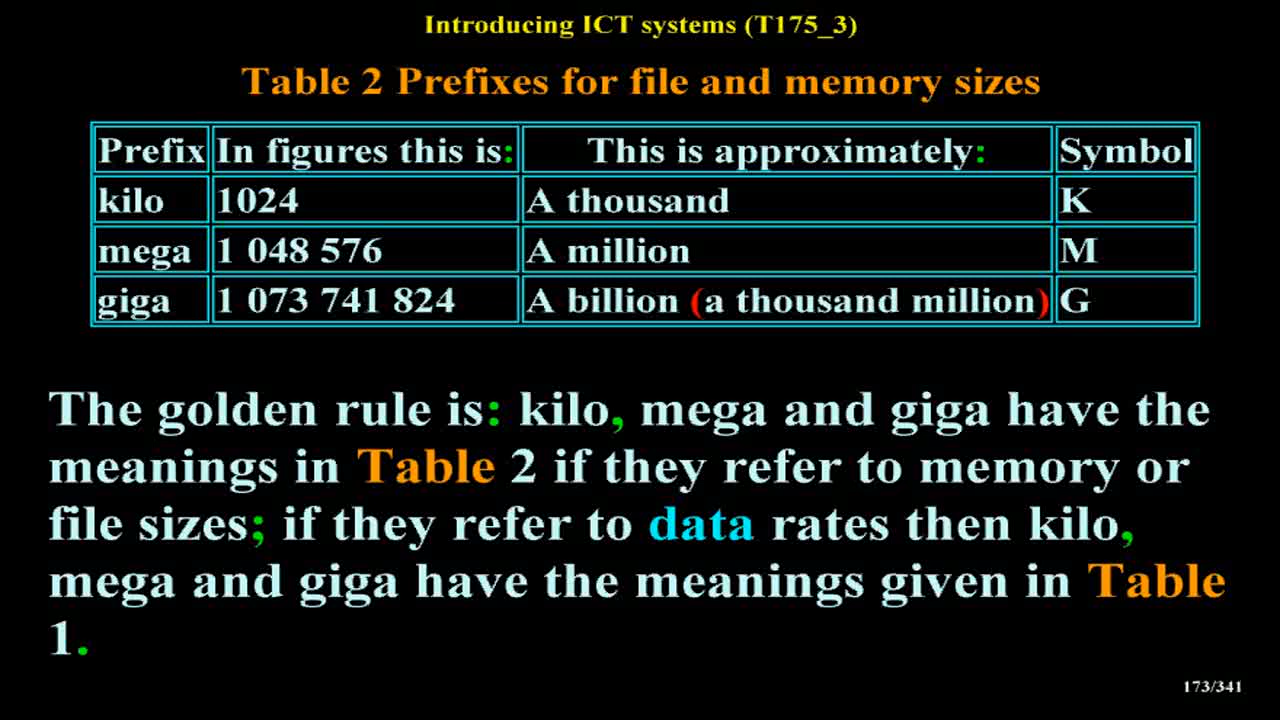 Introducing ICT systems (T175_3)
Table 2 Prefixes for file and memory sizes
Prefix In figures this is: This is approximately: Symbol
kilo 1024 A thousand K
mega 1 048 576 A million M
giga 1 073 741 824 A billion (a thousand million) G
The golden rule is: kilo, mega and giga have the
meanings in Table 2 if they refer to memory or
file sizes; if they refer to data rates then kilo,
mega and giga have the meanings given in Table
1.
173/341